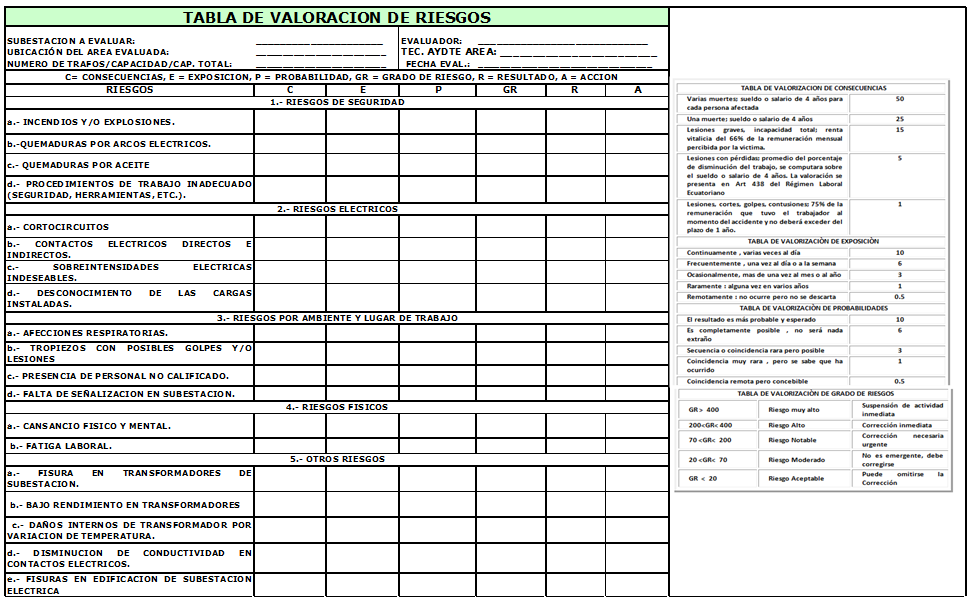 TABLA DE VALORACION DE RIESGOS
SUBESTACION A EVALUAR: ____________________
UBICACIÓN DEL AREA EVALUADA: ____________________
NUMERO DE TRAFOS/CAPACIDAD/CAP. TOTAL: ____________________
EVALUADOR: ____________________
TEC. AYDTE AREA: ____________________
FECHA EVAL.: ____________________
C= CONSECUENCIAS, E = EXPOSICION, P = PROBABILIDAD, GR = GRADO DE RIESGO, R = RESULTADO, A = ACCION
RIESGOS C E P GR R A
1.- RIESGOS DE SEGURIDAD
a.- INCENDIOS Y/O EXPLOSIONES.
b.-QUEMADURAS POR ARCOS ELECTRICOS.
c.- QUEMADURAS POR ACEITE
d.- PROCEDIMIENTOS DE TRABAJO INADECUADO
(SEGURIDAD, HERRAMIENTAS, ETC.).
2.- RIESGOS ELECTRICOS
a.- CORTOCIRCUITOS
b.- CONTACTOS ELECTRICOS DIRECTOS E
INDIRECTOS.
c.- SOBREINTENSIDADES ELECTRICAS
INDESEABLES.
d.- DESCONOCIMIENTO DE LAS CARGAS
INSTALADAS.
3.- RIESGOS POR AMBIENTE Y LUGAR DE TRABAJO
a.- AFECCIONES RESPIRATORIAS.
b.- TROPIEZOS CON POSIBLES GOLPES Y/O
LESIONES
c.- PRESENCIA DE PERSONAL NO CALIFICADO.
d.- FALTA DE SEÑALIZACION EN SUBESTACION.
4.- RIESGOS FISICOS
a.- CANSANCIO FISICO Y MENTAL.
b.- FATIGA LABORAL.
5.- OTROS RIESGOS
a.- FISURA EN TRANSFORMADORES DE
SUBESTACION.
b.- BAJO RENDIMIENTO EN TRANSFORMADORES
c.- DAÑOS INTERNOS DE TRANSFORMADOR POR
VARIACION DE TEMPERATURA.
d.- DISMINUCION DE CONDUCTIVIDAD EN
CONTACTOS ELECTRICOS.
e.- FISURAS EN EDIFICACION DE SUBESTACION
ELECTRICA
TABLA DE VALORIZACION DE CONSECUENCIAS
Varias muertes; sueldo o salario de 4 años para 50
cada persona afectada
Una muerte; sueldo o salario de 4 años 25
Lesiones graves, incapacidad total; renta 15
vitalicia del 66% de la remuneración mensual
percibida por la victima.
Lesiones con pérdidas; promedio del porcentaje 5
de disminución del trabajo, se computara sobre
el sueldo o salario de 4 años. La valoración se
presenta en Art 438 del Régimen Laboral
Ecuatoriano
Lesiones, cortes, golpes, contusiones; 75% de la 1
remuneración que tuvo el trabajador al
momento del accidente y no deberá exceder del
plazo de 1 año.
TABLA DE VALORIZACIÒN DE EXPOSICIÒN
Continuamente , varias veces al día 10
Frecuentemente , una vez al día o a la semana 6
Ocasionalmente, mas de una vez al mes o al año 3
Raramente : alguna vez en varios años 1
Remotamente : no ocurre pero no se descarta 0.5
TABLA DE VALORIZACIÒN DE PROBABILIDADES
El resultado es más probable y esperado 10
Es completamente posible , no será nada 6
extraño
Secuencia o coincidencia rara pero posible 3
Coincidencia muy rara , pero se sabe que ha 1
ocurrido
Coincidencia remota pero concebible 0.5
TABLA DE VALORIZACIÒN DE GRADO DE RIESGOS
GR > 400 Riesgo muy alto Suspensión de actividad
inmediata
200<GR< 400 Riesgo Alto Corrección inmediata
70 <GR< 200 Riesgo Notable Corrección necesaria
urgente
20 <GR< 70 Riesgo Moderado No es emergente, debe
corregirse
GR < 20 Riesgo Aceptable Puede omitirse la
Corrección